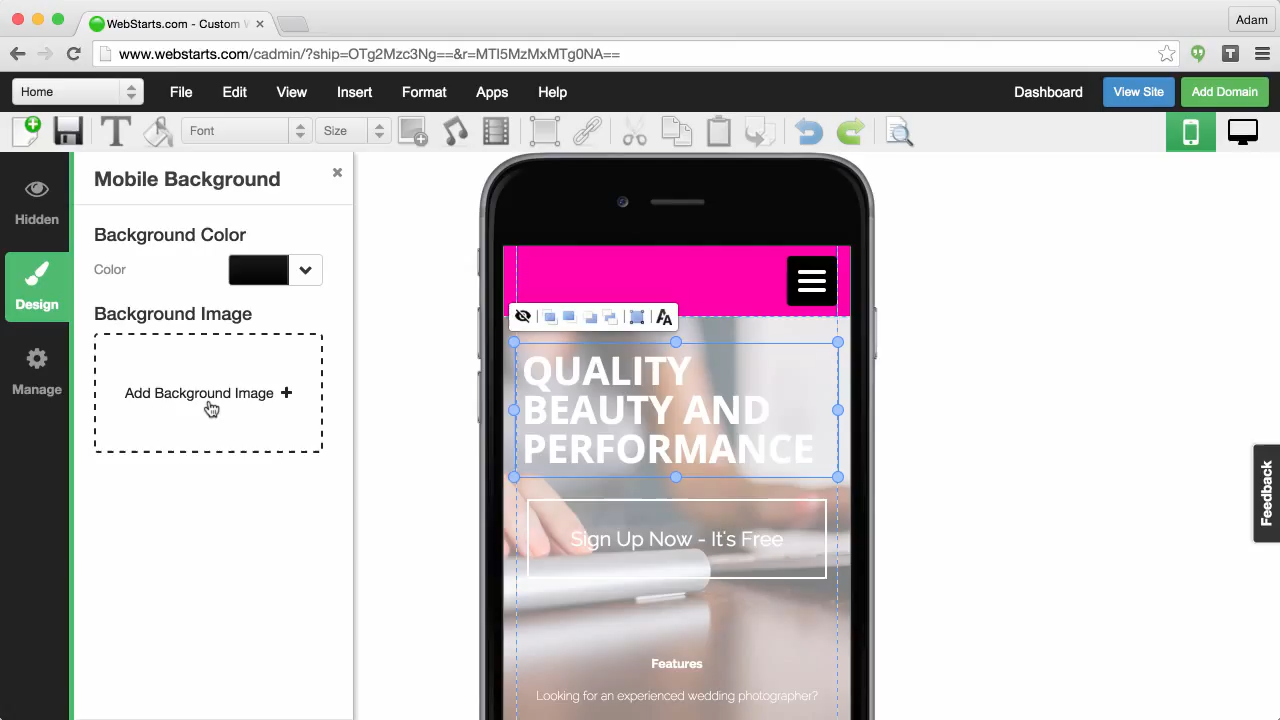 WebStarts.com - Custom W
Adam
www.webstarts.com/cadmin/?ship=OTg2Mzc3Ng==&r=MTI5MzMxMTg0NA==
Home
File
Edit
View
Insert
Format
Apps
Help
Dashboard
View Site
Add Domain
Font
Size
Hidden
Design
Manage
Mobile Background
Background Color
Color
Background Image
Add Background Image +
QUALITY
BEAUTY AND
PERFORMANCE
Sign Up Now - It's Free
Features
Looking for an experienced wedding photographer?
Feedback